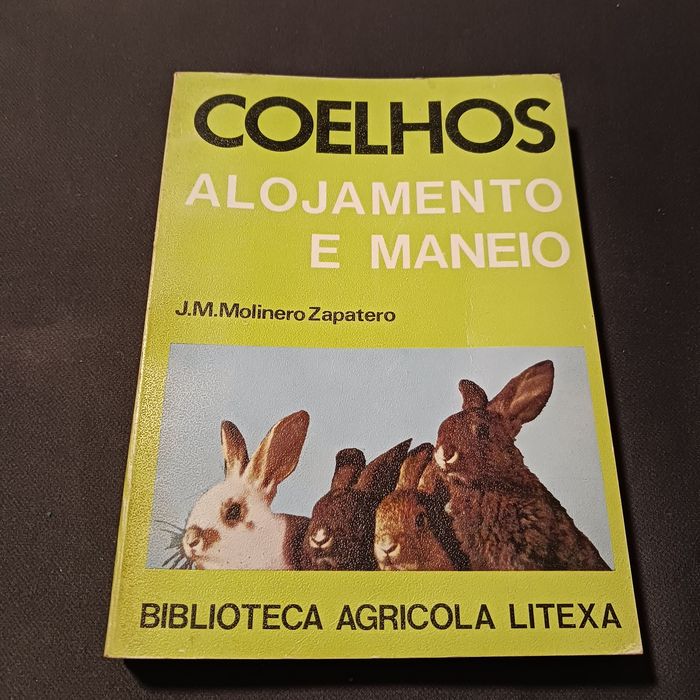 COELHOS
ALOJAMENTO
E MANEIO
J.M.Molinero Zapatero
BIBLIOTECA AGRICOLA LITEXA